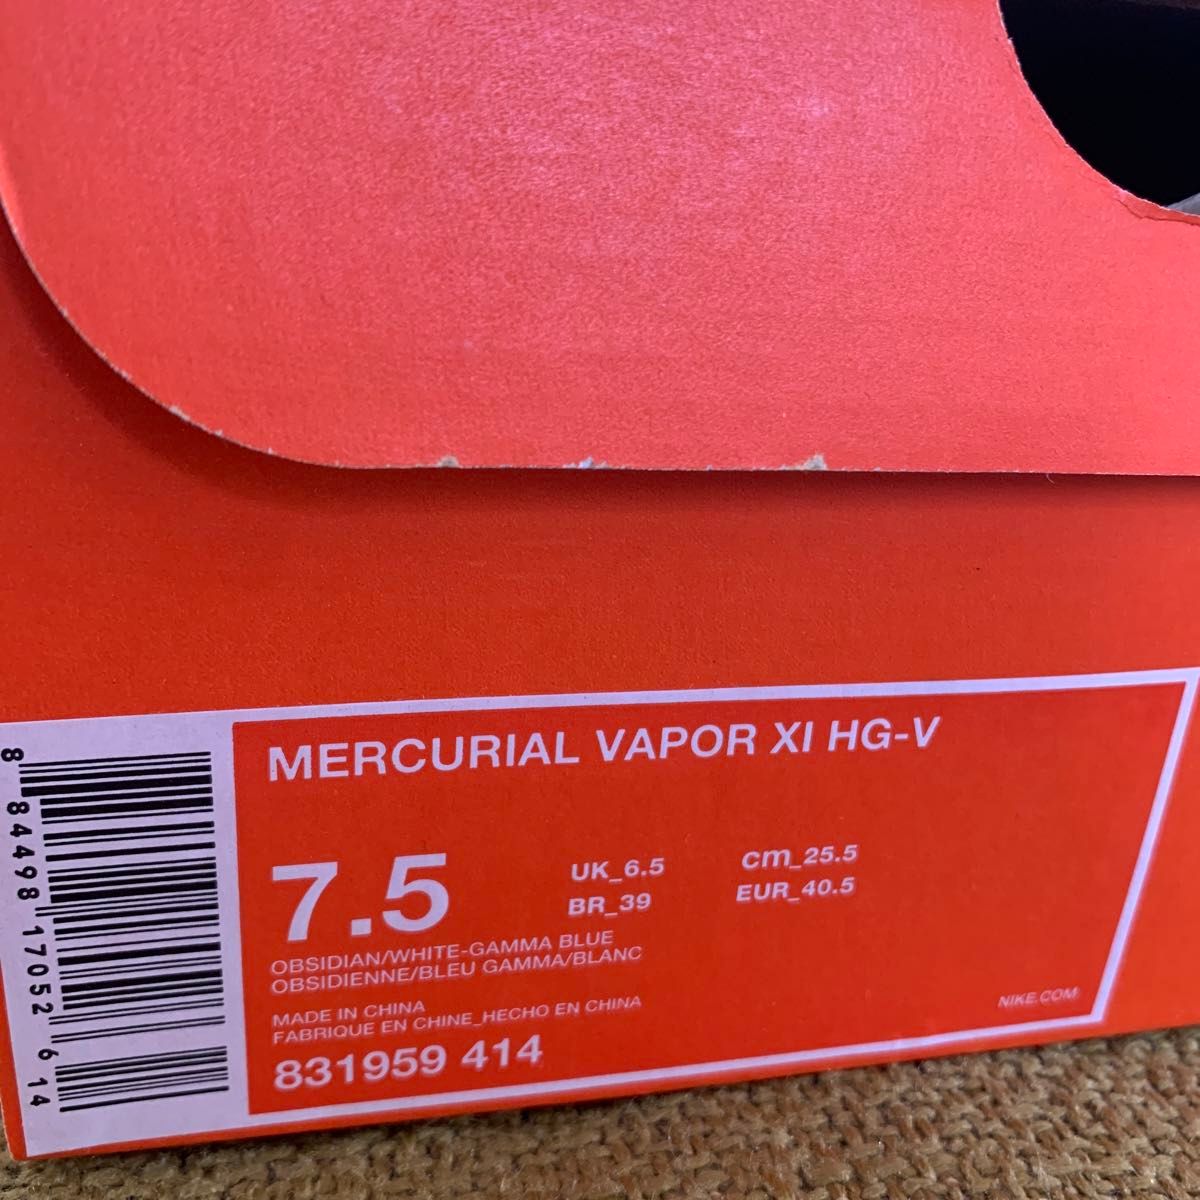 MERCURIAL VAPOR XI HG-V
7.5
UK_6.5 cm_25.5
BR_39 EUR_40.5
OBSIDIAN/WHITE-GAMMA BLUE
OBSIDIENNE/BLEU GAMMA/BLANC
MADE IN CHINA
FABRIQUE EN CHINE_HECHO EN CHINA
831959 414
NIKE.COM
8 84498 17052 6 14